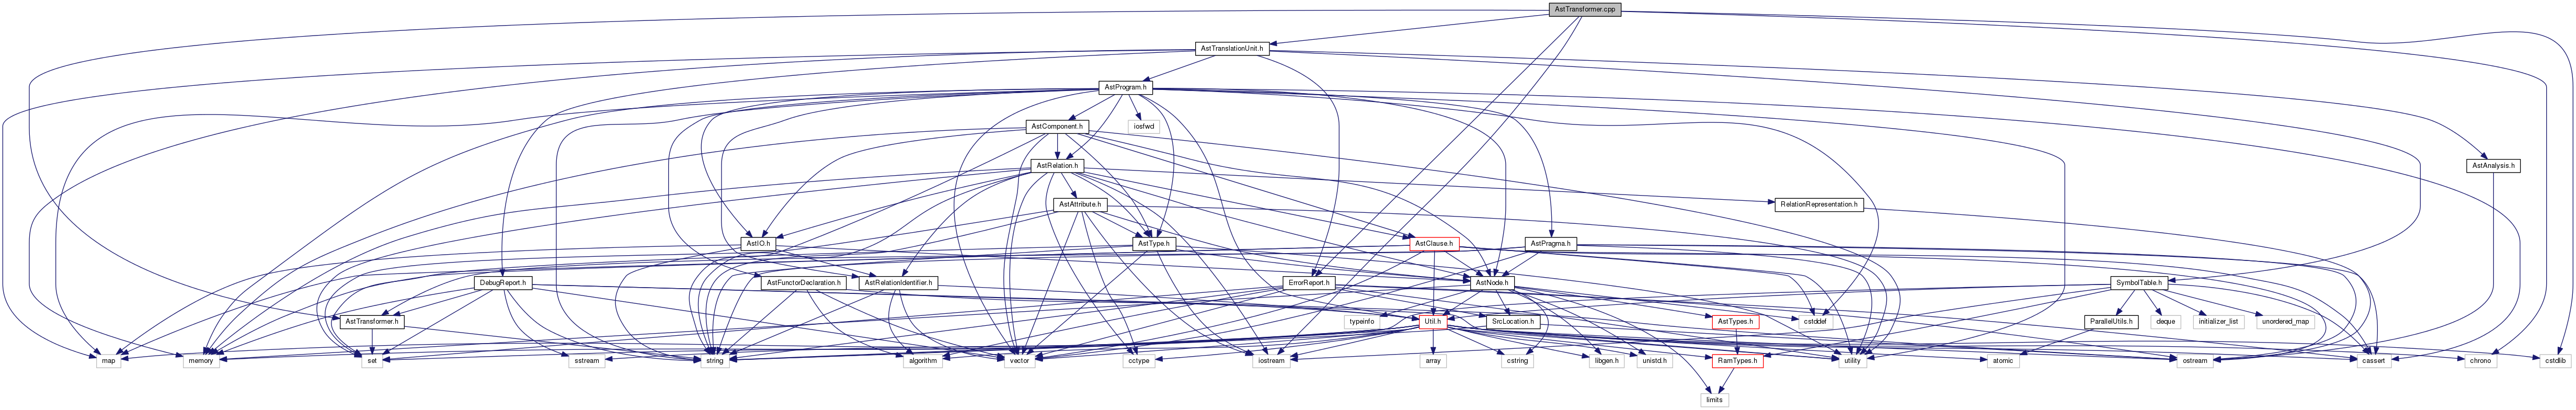 AstTransformer.cpp
AstTranslationUnit.h
AstProgram.h
AstComponent.h
iosfwd
AstRelation.h
AstAnalysis.h
AstAttribute.h
RelationRepresentation.h
AstIO.h
AstType.h
AstClause.h
AstPragma.h
DebugReport.h
AstFunctorDeclaration.h
AstRelationIdentifier.h
ErrorReport.h
AstNode.h
SymbolTable.h
AstTransformer.h
typeinfo
Util.h
SrcLocation.h
AstTypes.h
cstddef
ParallelUtils.h
deque
initializer_list
unordered_map
map
memory
set
sstream
string
algorithm
vector
cctype
iostream
array
cstring
libgen.h
unistd.h
RamTypes.h
utility
atomic
ostream
cassert
chrono
cstdlib
limits